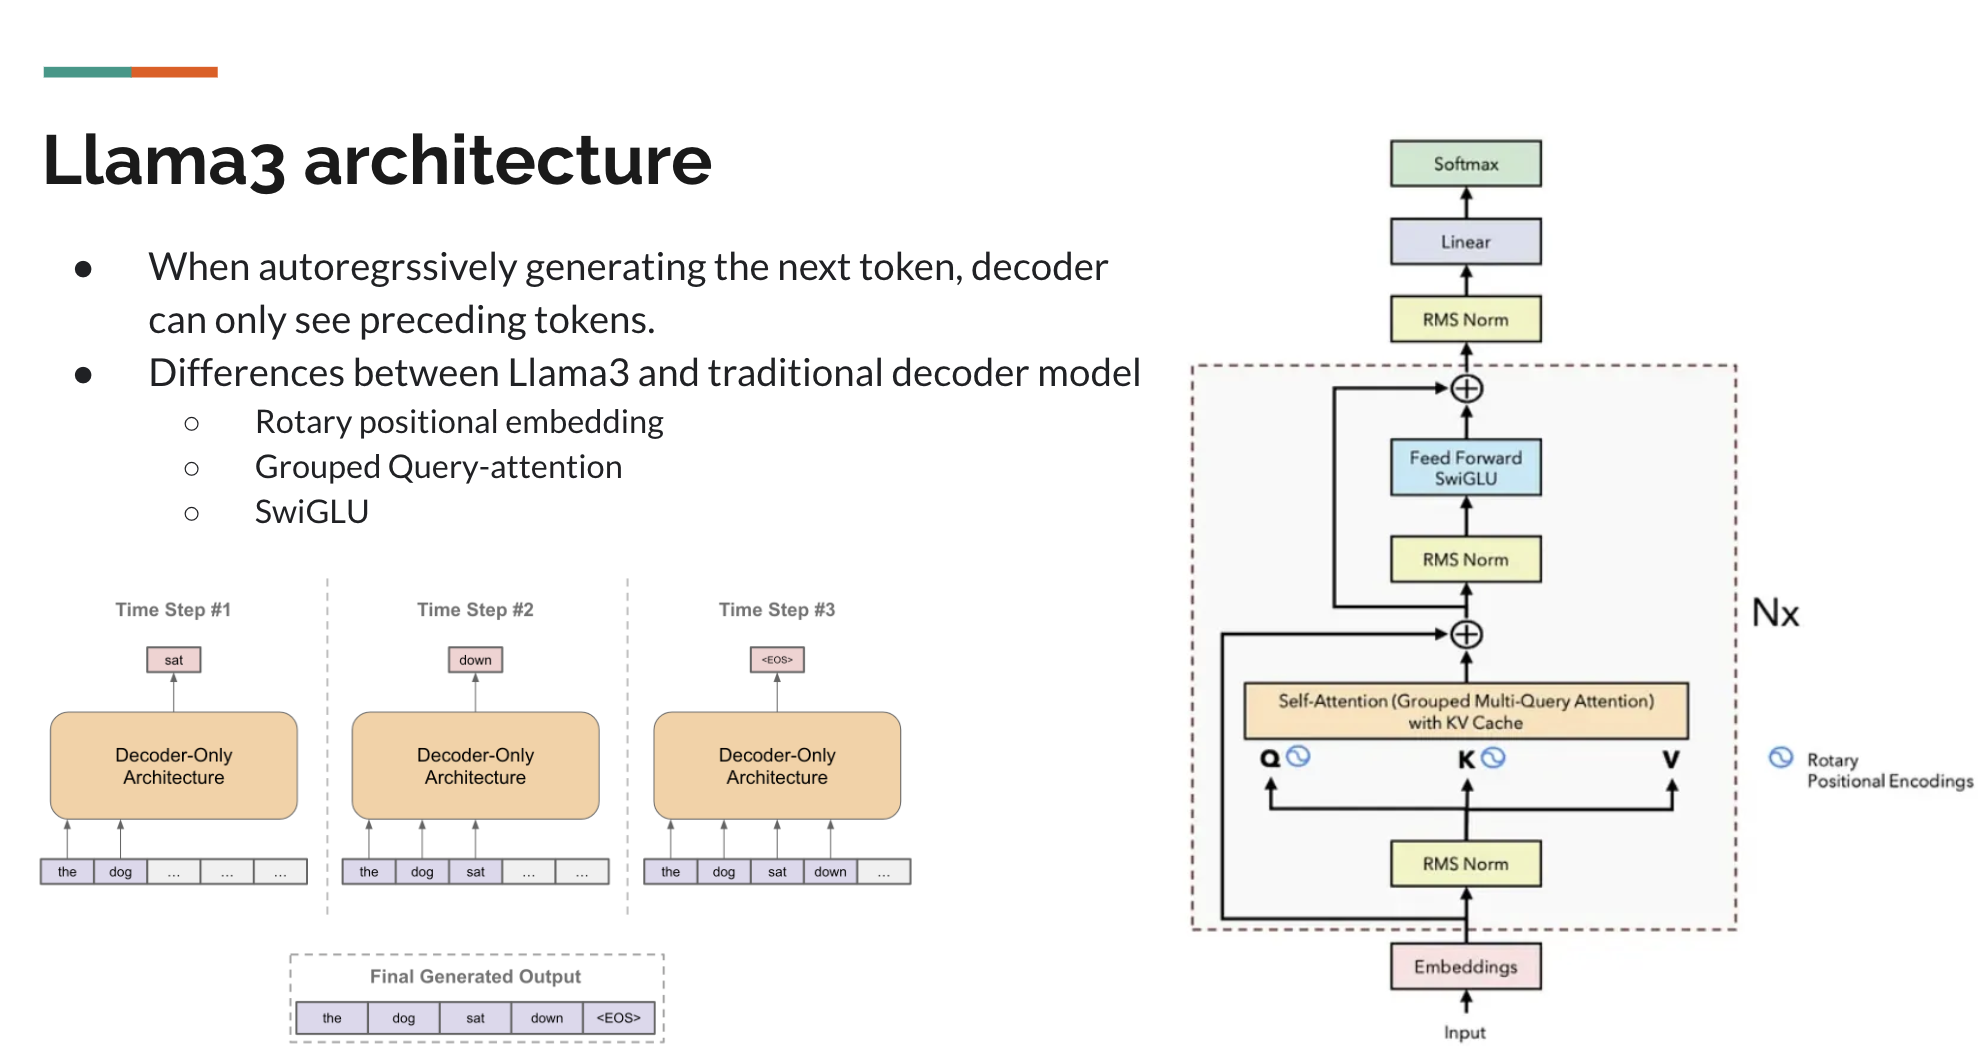 Llama3 architecture
● When autoregrssively generating the next token, decoder
can only see preceding tokens.
● Differences between Llama3 and traditional decoder model
○ Rotary positional embedding
○ Grouped Query-attention
○ SwiGLU
Time Step #1
sat
Decoder-Only
Architecture
the dog ... ... ...
Time Step #2
down
Decoder-Only
Architecture
the dog sat ... ...
Time Step #3
<EOS>
Decoder-Only
Architecture
the dog sat down ...
Final Generated Output
the dog sat down <EOS>
Softmax
Linear
RMS Norm
Feed Forward
SwiGLU
RMS Norm
Nx
Self-Attention (Grouped Multi-Query Attention)
with KV Cache
Q K V
Rotary
Positional Encodings
RMS Norm
Embeddings
Input